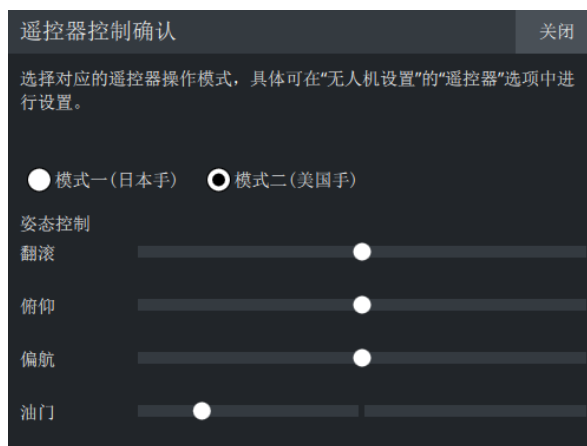 遥控器控制确认 关闭
选择对应的遥控器操作模式，具体可在“无人机设置”的“遥控器”选项中进
行设置。
模式一(日本手) 模式二(美国手)
姿态控制
翻滚
俯仰
偏航
油门